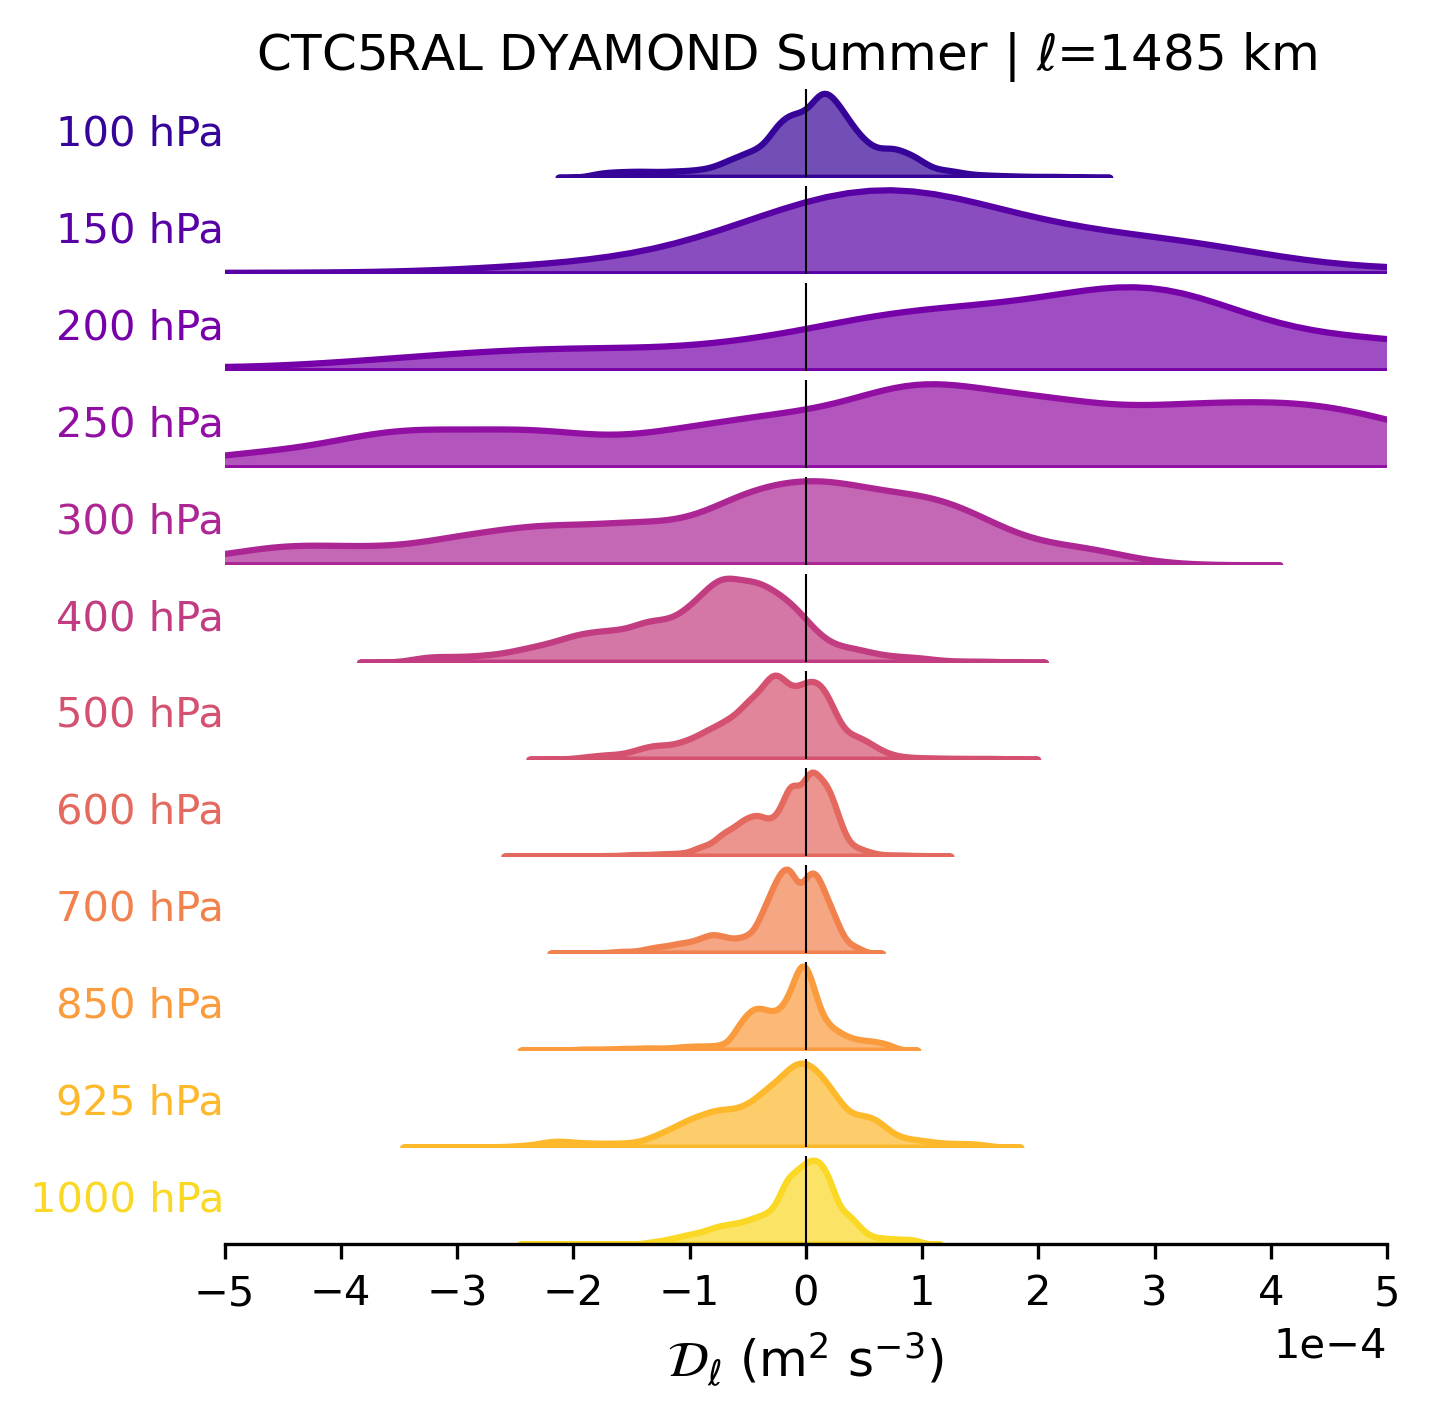 CTC5RAL DYAMOND Summer | ℓ=1485 km
100 hPa
150 hPa
200 hPa
250 hPa
300 hPa
400 hPa
500 hPa
600 hPa
700 hPa
850 hPa
925 hPa
1000 hPa
−5 −4 −3 −2 −1 0 1 2 3 4 5
1e−4
𝒟ℓ (m² s⁻³)